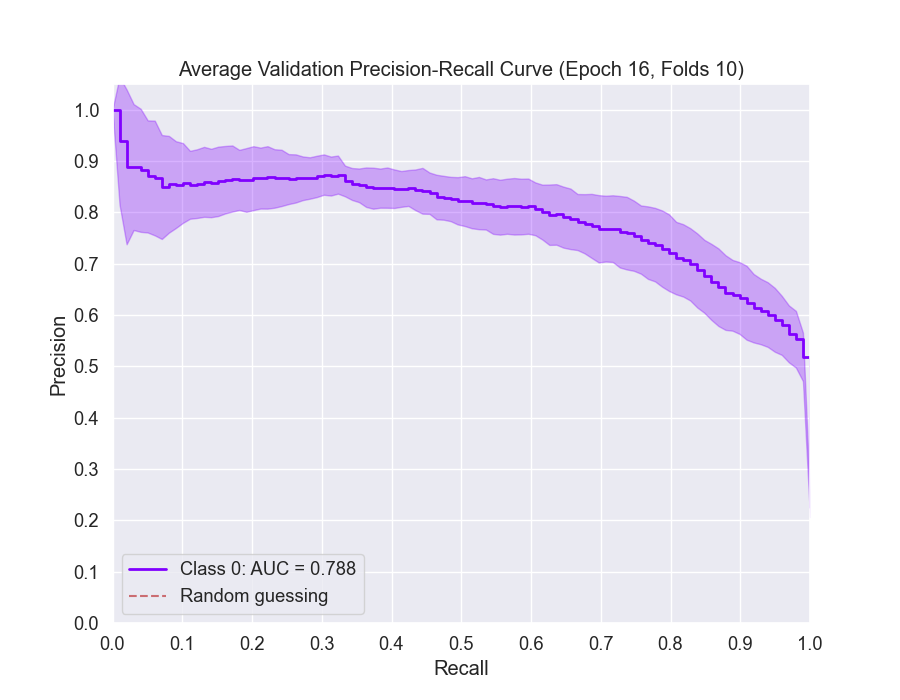 Average Validation Precision-Recall Curve (Epoch 16, Folds 10)
1.0
0.9
0.8
0.7
0.6
0.5
0.4
0.3
0.2
0.1
0.0
Precision
Class 0: AUC = 0.788
Random guessing
0.0 0.1 0.2 0.3 0.4 0.5 0.6 0.7 0.8 0.9 1.0
Recall